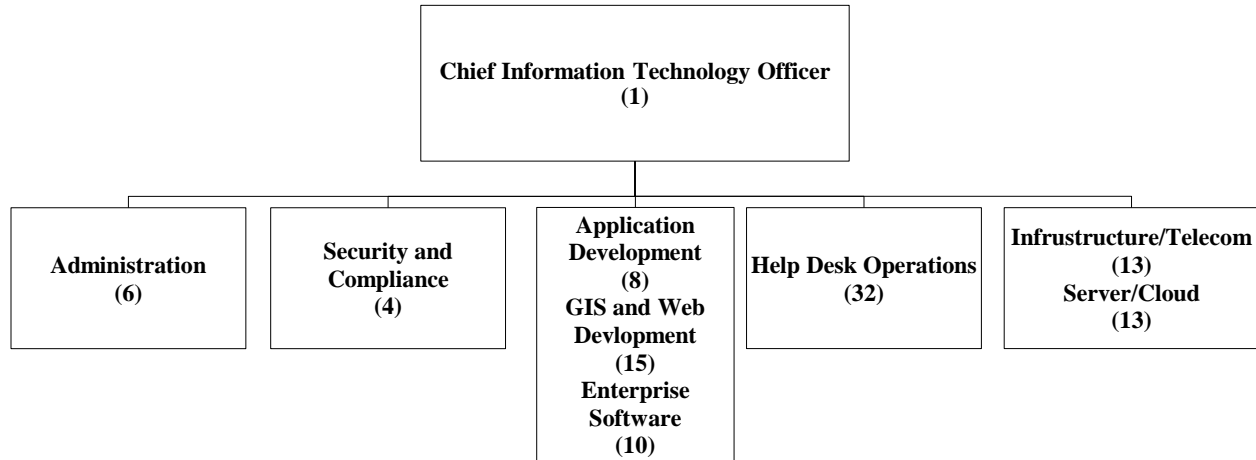 Chief Information Technology Officer
(1)
Administration
(6)
Security and
Compliance
(4)
Application
Development
(8)
GIS and Web
Devlopment
(15)
Enterprise
Software
(10)
Help Desk Operations
(32)
Infrustructure/Telecom
(13)
Server/Cloud
(13)